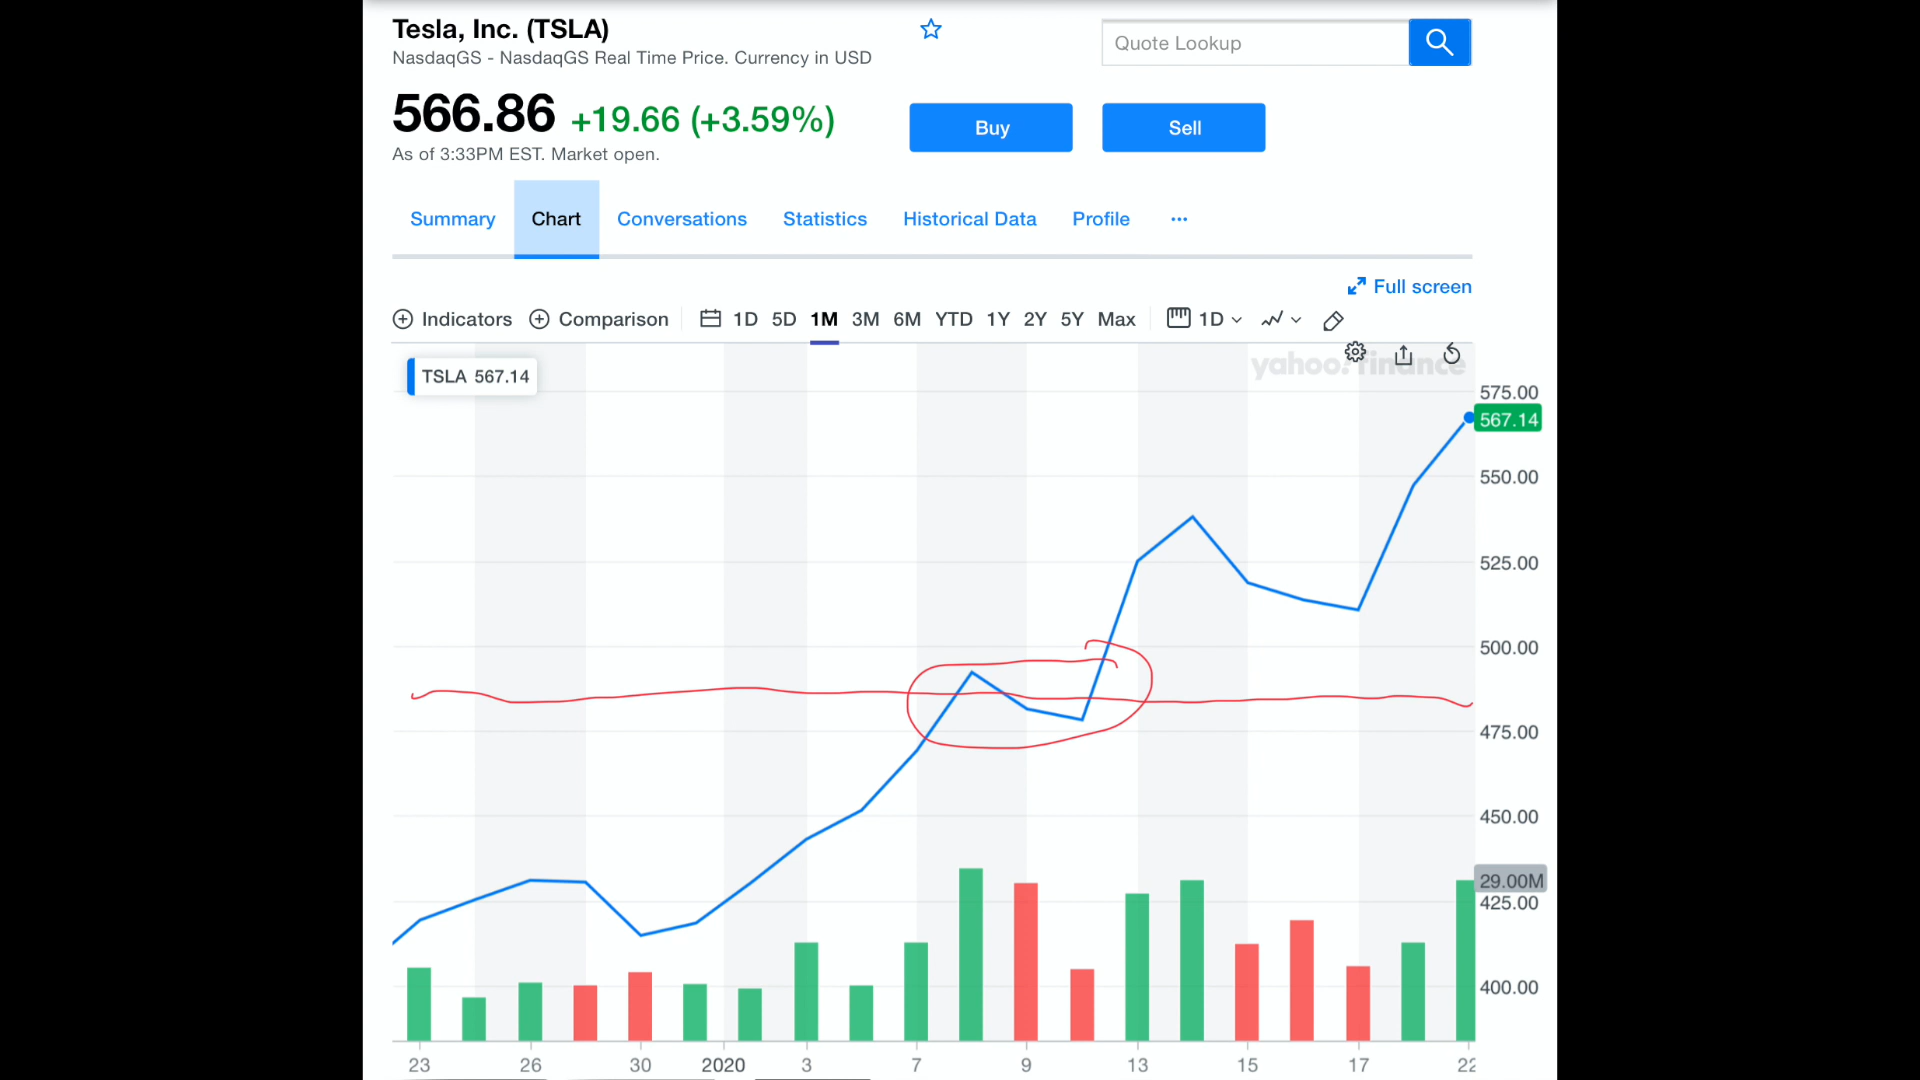 Tesla, Inc. (TSLA)
Quote Lookup
NasdaqGS - NasdaqGS Real Time Price. Currency in USD
566.86 +19.66 (+3.59%)
Buy
Sell
As of 3:33PM EST. Market open.
Summary Chart Conversations Statistics Historical Data Profile ...
Full screen
Indicators Comparison 1D 5D 1M 3M 6M YTD 1Y 2Y 5Y Max 1D
yahoo! finance
TSLA 567.14
575.00
567.14
550.00
525.00
500.00
475.00
450.00
29.00M
425.00
400.00
23 26 30 2020 3 7 9 13 15 17 22